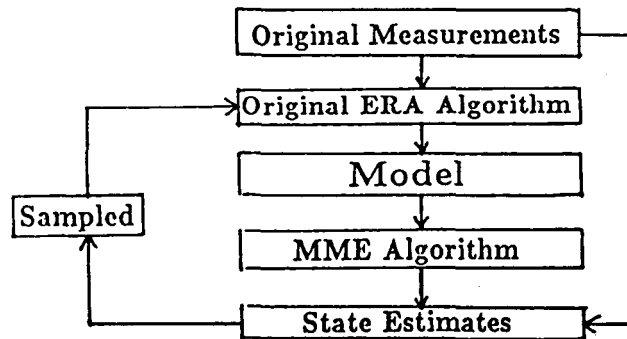 Original Measurements
Original ERA Algorithm
Model
Sampled
MME Algorithm
State Estimates